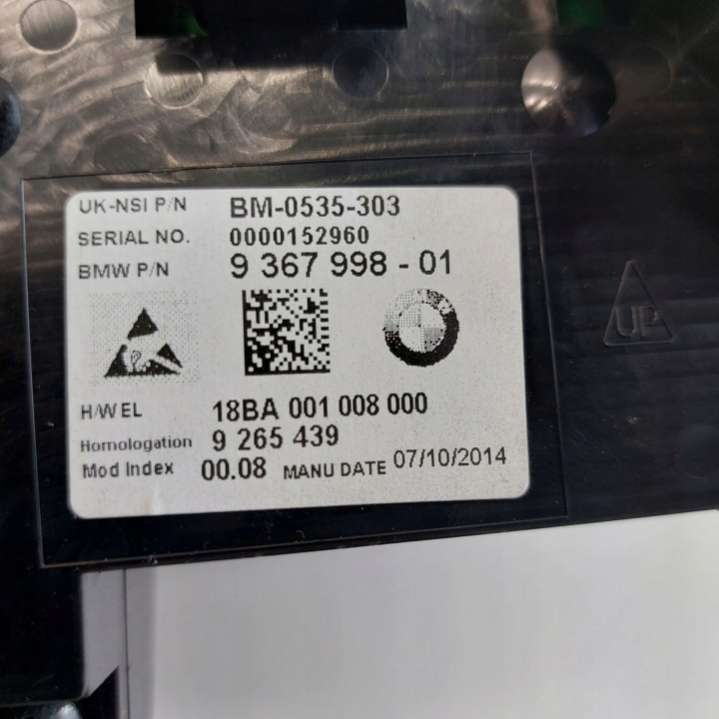 UK-NSI P/N BM-0535-303
SERIAL NO. 0000152960
BMW P/N 9 367 998 - 01
UP
H/W EL 18BA 001 008 000
Homologation 9 265 439
Mod Index 00.08 MANU DATE 07/10/2014